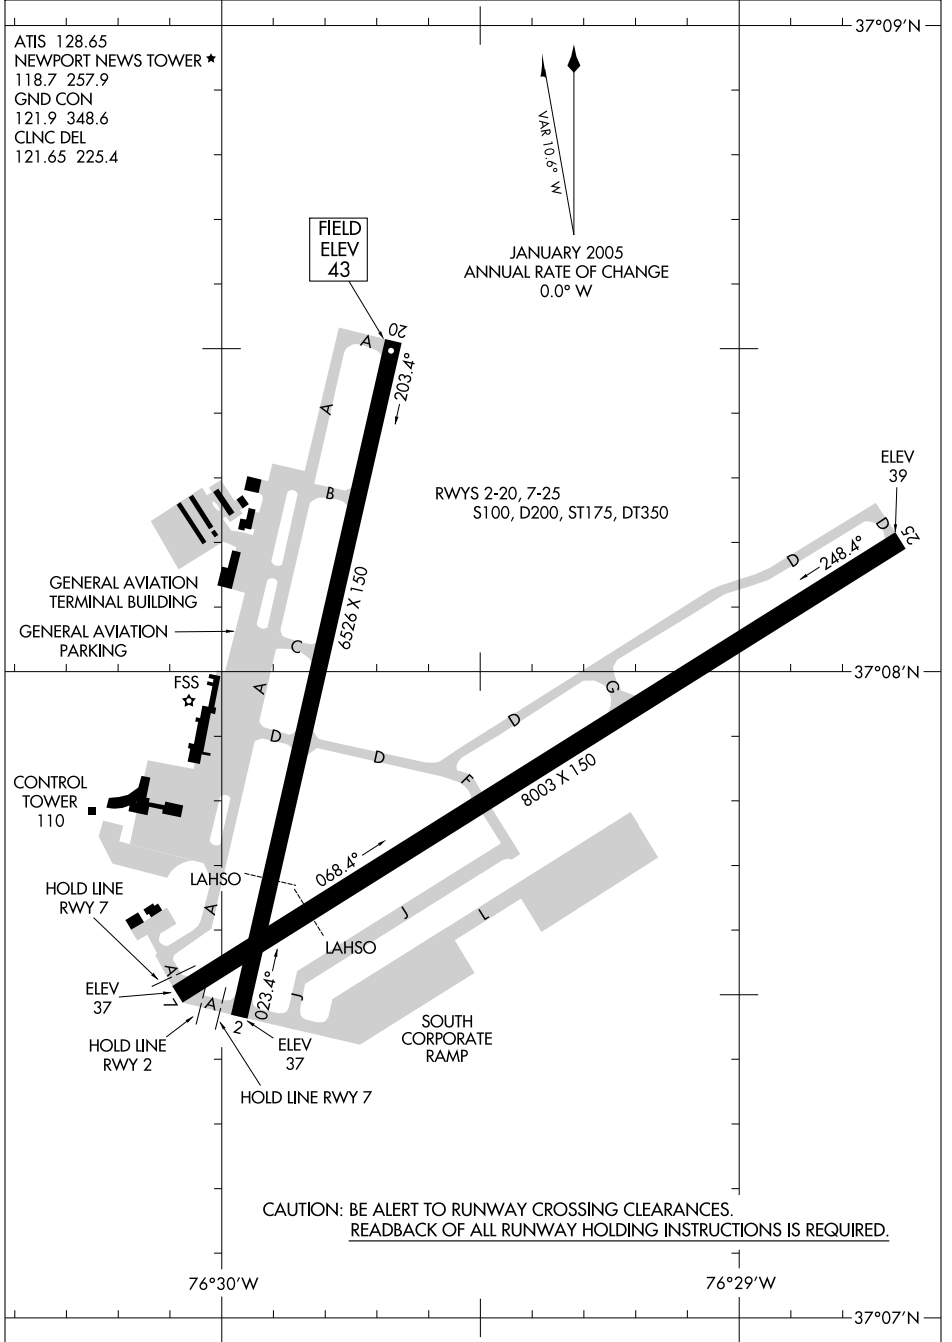 37°09'N
ATIS 128.65
NEWPORT NEWS TOWER
118.7 257.9
GND CON
121.9 348.6
CLNC DEL
121.65 225.4
VAR 10.6° W
JANUARY 2005
ANNUAL RATE OF CHANGE
0.0° W
FIELD
ELEV
43
A
20
203.4°
A
ELEV
39
RWYS 2-20, 7-25
S100, D200, ST175, DT350
B
D
25
248.4°
D
6526 X 150
GENERAL AVIATION
TERMINAL BUILDING
GENERAL AVIATION
PARKING
C
37°08'N
FSS
A
G
D
D
D
F
8003 X 150
CONTROL
TOWER
110
068.4°
LAHSO
HOLD LINE
RWY 7
A
J
L
LAHSO
A
ELEV
37
7
A
023.4°
J
2
HOLD LINE
RWY 2
ELEV
37
SOUTH
CORPORATE
RAMP
HOLD LINE RWY 7
CAUTION: BE ALERT TO RUNWAY CROSSING CLEARANCES.
READBACK OF ALL RUNWAY HOLDING INSTRUCTIONS IS REQUIRED.
76°30'W
76°29'W
37°07'N